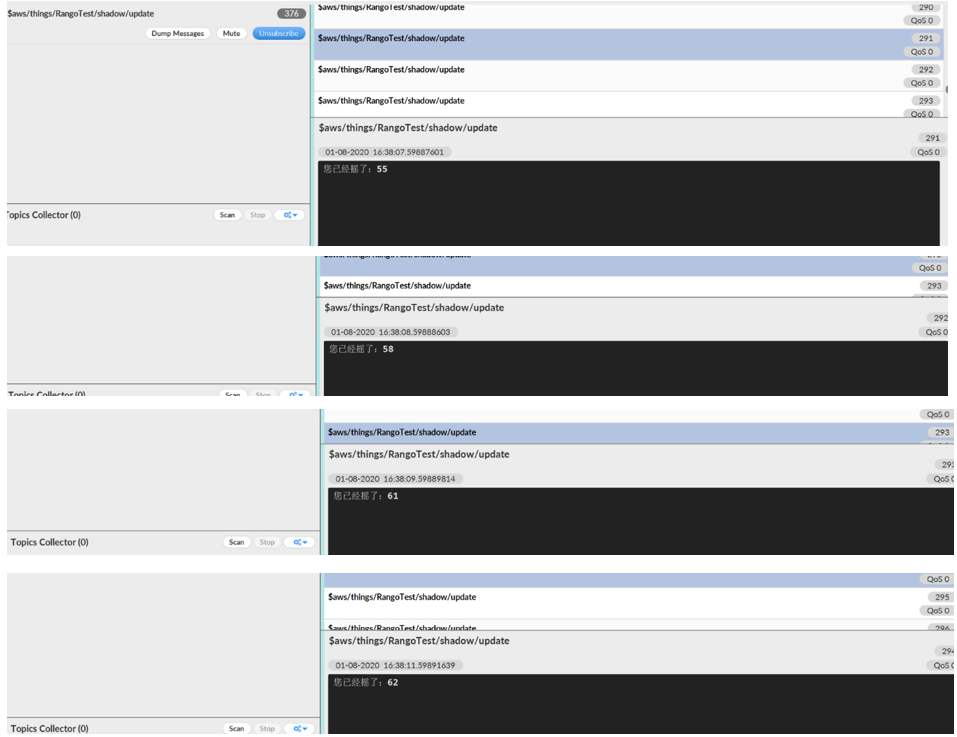 $aws/things/RangoTest/shadow/update 376
Dump Messages Mute Unsubscribe
Topics Collector (0) Scan Stop
$aws/things/RangoTest/shadow/update 290
QoS 0
$aws/things/RangoTest/shadow/update 291
QoS 0
$aws/things/RangoTest/shadow/update 292
QoS 0
$aws/things/RangoTest/shadow/update 293
QoS 0
$aws/things/RangoTest/shadow/update
291
01-08-2020 16:38:07.59887601 QoS 0
您已经摇了：55
QoS 0
$aws/things/RangoTest/shadow/update 293
$aws/things/RangoTest/shadow/update
292
01-08-2020 16:38:08.59888603 QoS 0
您已经摇了：58
Topics Collector (0) Scan Stop
QoS 0
$aws/things/RangoTest/shadow/update 293
$aws/things/RangoTest/shadow/update
293
01-08-2020 16:38:09.59889814 QoS 0
您已经摇了：61
Topics Collector (0) Scan Stop
QoS 0
$aws/things/RangoTest/shadow/update 295
QoS 0
$aws/things/RangoTest/shadow/update 296
$aws/things/RangoTest/shadow/update
294
01-08-2020 16:38:11.59891639 QoS 0
您已经摇了：62
Topics Collector (0) Scan Stop